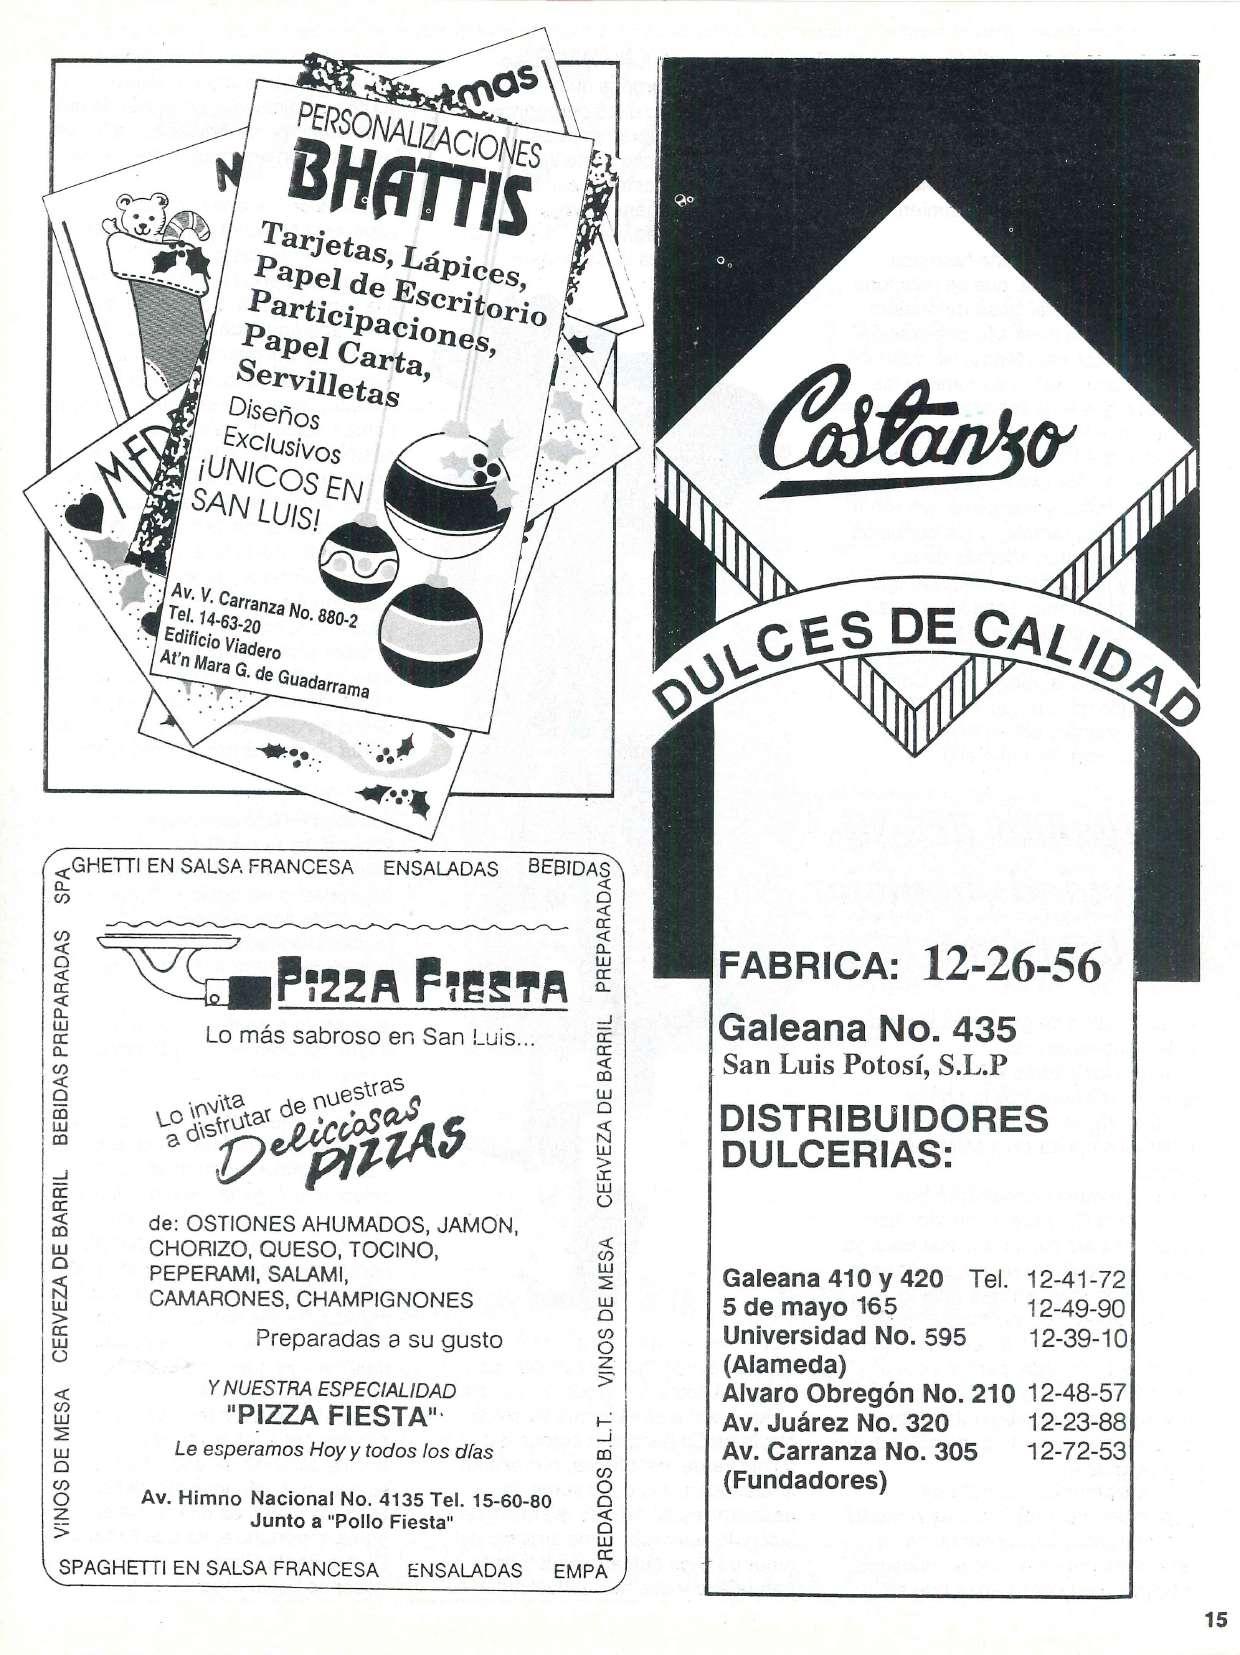 tmas
N
MER
PERSONALIZACIONES
BHATTIS
Tarjetas, Lápices,
Papel de Escritorio
Participaciones,
Papel Carta,
Servilletas
Diseños
Exclusivos
¡UNICOS EN
SAN LUIS!
Av. V. Carranza No. 880-2
Tel. 14-63-20
Edificio Viadero
At'n Mara G. de Guadarrama
SPAGHETTI EN SALSA FRANCESA ENSALADAS BEBIDAS PREPARADAS
CERVEZA DE BARRIL VINOS DE MESA
PIZZA FIESTA
Lo más sabroso en San Luis...
Lo invita
a disfrutar de nuestras
Deliciosas
PIZZAS
de: OSTIONES AHUMADOS, JAMON,
CHORIZO, QUESO, TOCINO,
PEPERAMI, SALAMI,
CAMARONES, CHAMPIGNONES
Preparadas a su gusto
Y NUESTRA ESPECIALIDAD
"PIZZA FIESTA"
Le esperamos Hoy y todos los días
Av. Himno Nacional No. 4135 Tel. 15-60-80
Junto a "Pollo Fiesta"
VINOS DE MESA CERVEZA DE BARRIL BEBIDAS PREPARADAS
SPAGHETTI EN SALSA FRANCESA ENSALADAS EMPAREDADOS B.L.T.
Costanzo
DULCES DE CALIDAD
FABRICA: 12-26-56
Galeana No. 435
San Luis Potosí, S.L.P
DISTRIBUIDORES
DULCERIAS:
Galeana 410 y 420 Tel. 12-41-72
5 de mayo 165 12-49-90
Universidad No. 595 12-39-10
(Alameda)
Alvaro Obregón No. 210 12-48-57
Av. Juárez No. 320 12-23-88
Av. Carranza No. 305 12-72-53
(Fundadores)
15